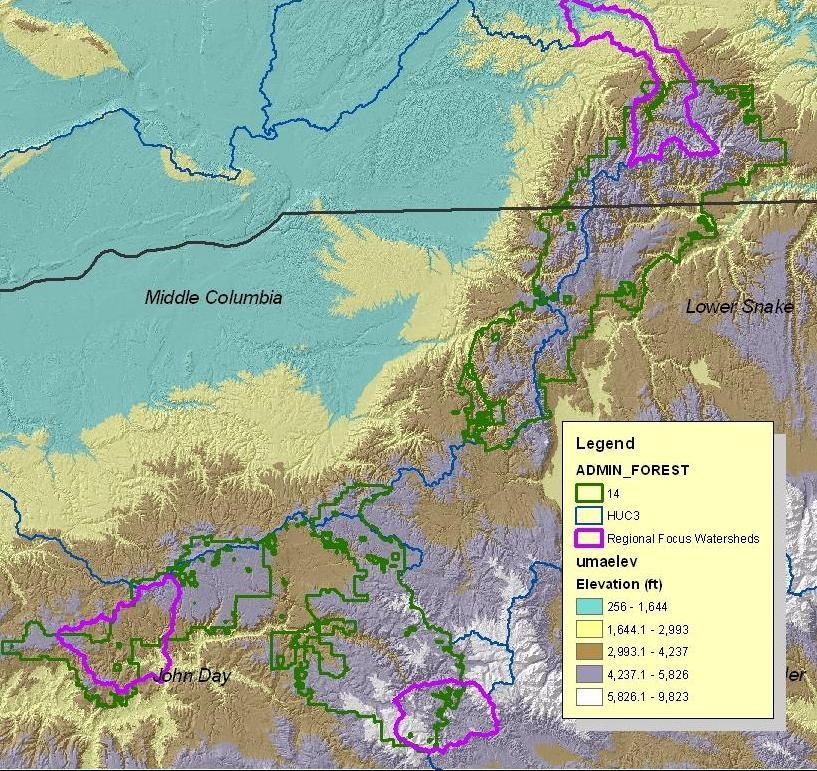 Middle Columbia
Lower Snake
Legend
ADMIN_FOREST
14
HUC3
Regional Focus Watersheds
umaelev
Elevation (ft)
256 - 1,644
1,644.1 - 2,993
2,993.1 - 4,237
4,237.1 - 5,826
5,826.1 - 9,823
John Day